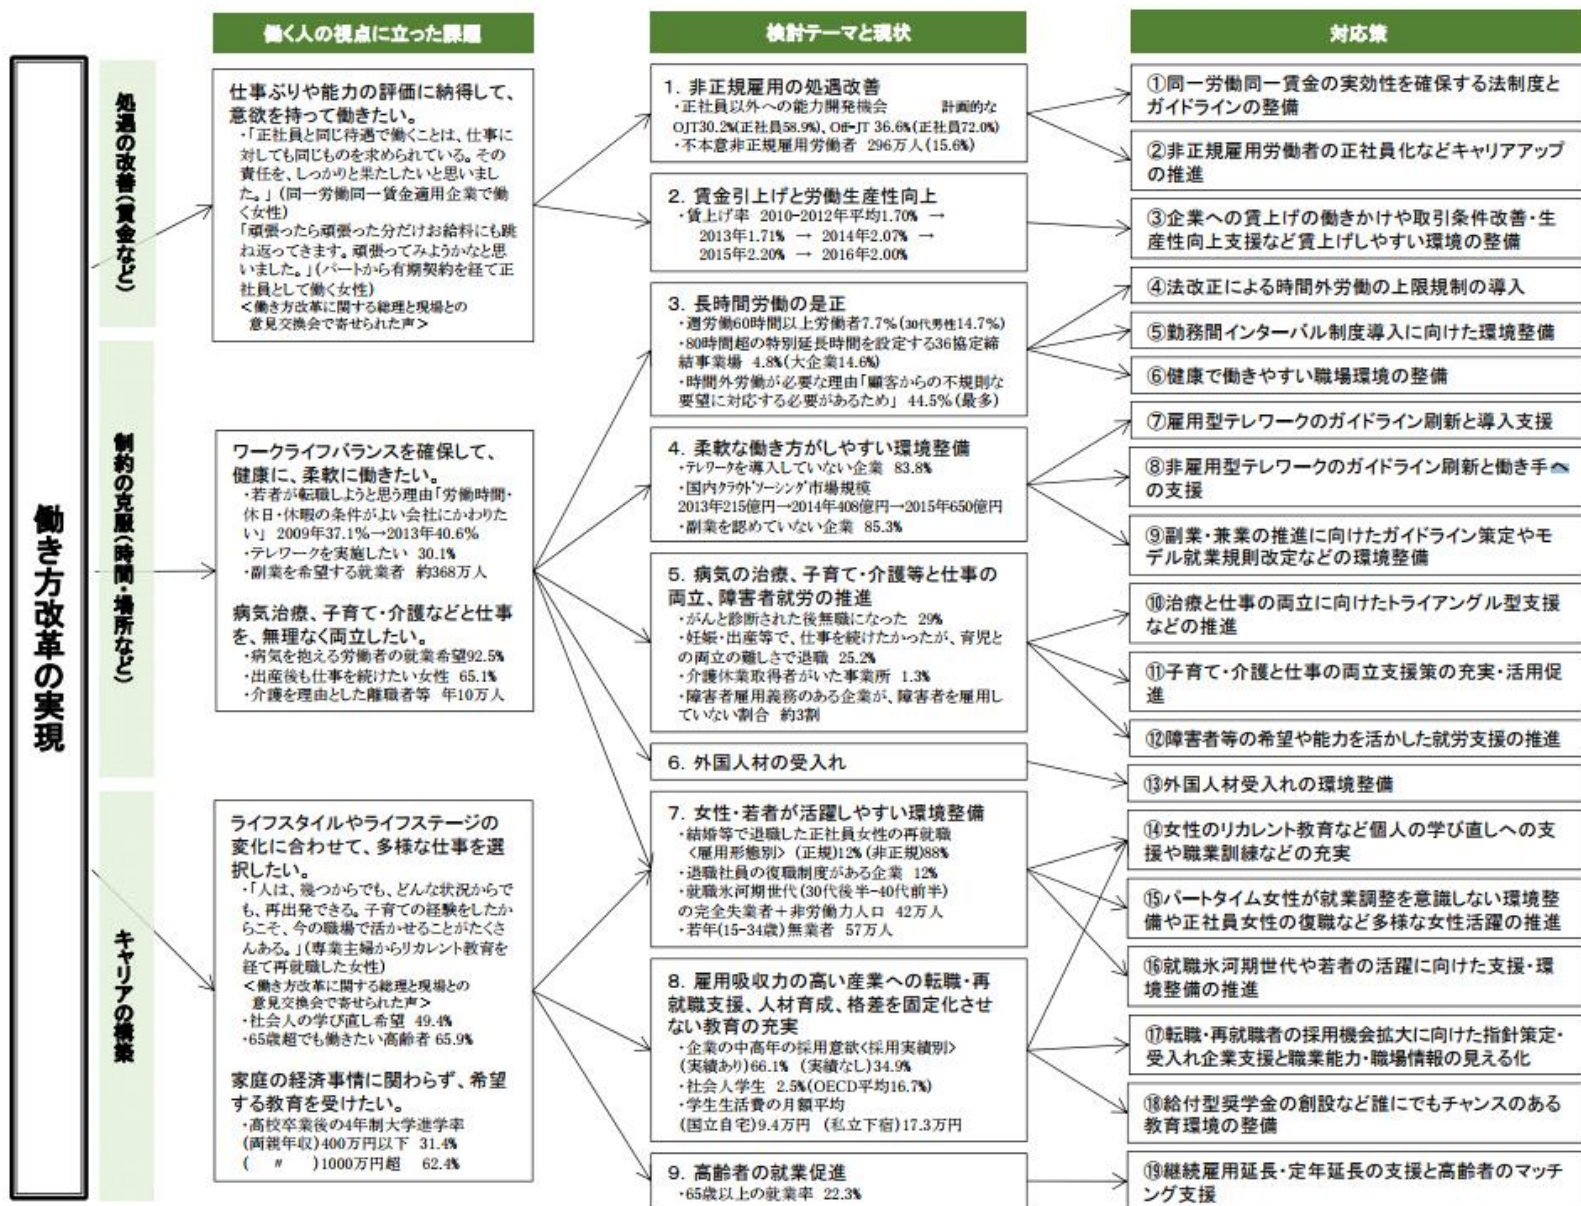 働く人の視点に立った課題
検討テーマと現状
対応策
働き方改革の実現
処遇の改善(賃金など)
制約の克服(時間・場所など)
キャリアの構築
仕事ぶりや能力の評価に納得して、
意欲を持って働きたい。
・「正社員と同じ待遇で働くことは、仕事に
対しても同じものを求められている。その
責任を、しっかりと果たしたいと思いまし
た。」(同一労働同一賃金適用企業で働
く女性)
「頑張ったら頑張った分だけお給料にも跳
ね返ってきます。頑張ってみようかなと思
いました。」(パートから有期契約を経て正
社員として働く女性)
<働き方改革に関する総理と現場との
意見交換会で寄せられた声>
ワークライフバランスを確保して、
健康に、柔軟に働きたい。
・若者が転職しようと思う理由「労働時間・
休日・休暇の条件がよい会社にかわりた
い」 2009年37.1%→2013年40.6%
・テレワークを実施したい 30.1%
・副業を希望する就業者 約368万人
病気治療、子育て・介護などと仕事
を、無理なく両立したい。
・病気を抱える労働者の就業希望92.5%
・出産後も仕事を続けたい女性 65.1%
・介護を理由とした離職者等 年10万人
ライフスタイルやライフステージの
変化に合わせて、多様な仕事を選
択したい。
・「人は、幾つからでも、どんな状況からで
も、再出発できる。子育ての経験をしたか
らこそ、今の職場で活かせることがたくさ
んある。」(専業主婦からリカレント教育を
経て再就職した女性)
<働き方改革に関する総理と現場との
意見交換会で寄せられた声>
・社会人の学び直し希望 49.4%
・65歳超でも働きたい高齢者 65.9%
家庭の経済事情に関わらず、希望
する教育を受けたい。
・高校卒業後の4年制大学進学率
(両親年収)400万円以下 31.4%
( 〃 )1000万円超 62.4%
1. 非正規雇用の処遇改善
・正社員以外への能力開発機会 計画的な
OJT30.2%(正社員58.9%)、Off-JT 36.6%(正社員72.0%)
・不本意非正規雇用労働者 296万人(15.6%)
2. 賃金引上げと労働生産性向上
・賃上げ率 2010-2012年平均1.70% →
2013年1.71% → 2014年2.07% →
2015年2.20% → 2016年2.00%
3. 長時間労働の是正
・週労働60時間以上労働者7.7%(30代男性14.7%)
・80時間超の特別延長時間を設定する36協定締
結事業場 4.8%(大企業14.6%)
・時間外労働が必要な理由「顧客からの不規則な
要望に対応する必要があるため」 44.5%(最多)
4. 柔軟な働き方がしやすい環境整備
・テレワークを導入していない企業 83.8%
・国内クラウドソーシング市場規模
2013年215億円→2014年408億円→2015年650億円
・副業を認めていない企業 85.3%
5. 病気の治療、子育て・介護等と仕事の
両立、障害者就労の推進
・がんと診断された後無職になった 29%
・妊娠・出産等で、仕事を続けたかったが、育児と
の両立の難しさで退職 25.2%
・介護休業取得者がいた事業所 1.3%
・障害者雇用義務のある企業が、障害者を雇用し
ていない割合 約3割
6. 外国人材の受入れ
7. 女性・若者が活躍しやすい環境整備
・結婚等で退職した正社員女性の再就職
<雇用形態別> (正規)12% (非正規)88%
・退職社員の復職制度がある企業 12%
・就職氷河期世代(30代後半-40代前半)
の完全失業者+非労働力人口 42万人
・若年(15-34歳)無業者 57万人
8. 雇用吸収力の高い産業への転職・再
就職支援、人材育成、格差を固定化させ
ない教育の充実
・企業の中高年の採用意欲<採用実績別>
(実績あり)66.1% (実績なし)34.9%
・社会人学生 2.5%(OECD平均16.7%)
・学生生活費の月額平均
(国立自宅)9.4万円 (私立下宿)17.3万円
9. 高齢者の就業促進
・65歳以上の就業率 22.3%
①同一労働同一賃金の実効性を確保する法制度と
ガイドラインの整備
②非正規雇用労働者の正社員化などキャリアアップ
の推進
③企業への賃上げの働きかけや取引条件改善・生
産性向上支援など賃上げしやすい環境の整備
④法改正による時間外労働の上限規制の導入
⑤勤務間インターバル制度導入に向けた環境整備
⑥健康で働きやすい職場環境の整備
⑦雇用型テレワークのガイドライン刷新と導入支援
⑧非雇用型テレワークのガイドライン刷新と働き手へ
の支援
⑨副業・兼業の推進に向けたガイドライン策定やモ
デル就業規則改定などの環境整備
⑩治療と仕事の両立に向けたトライアングル型支援
などの推進
⑪子育て・介護と仕事の両立支援策の充実・活用促
進
⑫障害者等の希望や能力を活かした就労支援の推進
⑬外国人材受入れの環境整備
⑭女性のリカレント教育など個人の学び直しへの支
援や職業訓練などの充実
⑮パートタイム女性が就業調整を意識しない環境整
備や正社員女性の復職など多様な女性活躍の推進
⑯就職氷河期世代や若者の活躍に向けた支援・環
境整備の推進
⑰転職・再就職者の採用機会拡大に向けた指針策定・
受入れ企業支援と職業能力・職場情報の見える化
⑱給付型奨学金の創設など誰にでもチャンスのある
教育環境の整備
⑲継続雇用延長・定年延長の支援と高齢者のマッチ
ング支援